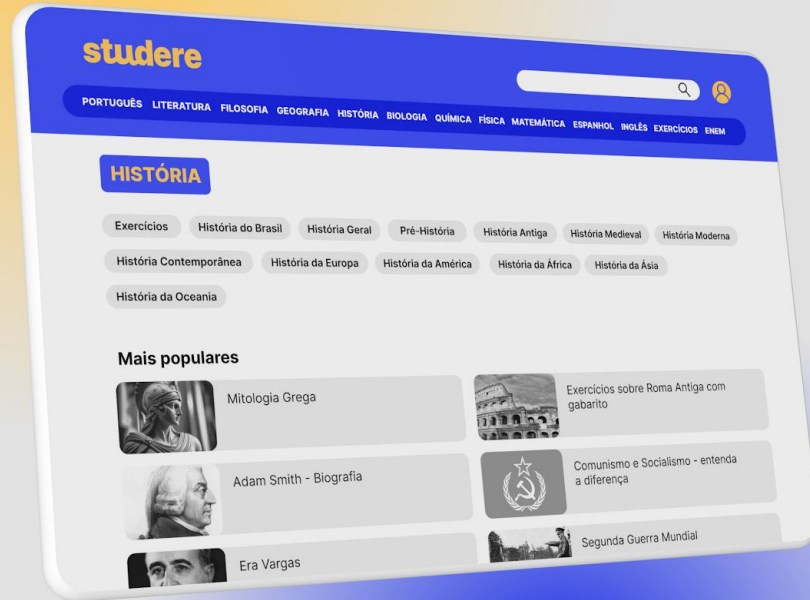 studere
PORTUGUÊS LITERATURA FILOSOFIA GEOGRAFIA HISTÓRIA BIOLOGIA QUÍMICA FÍSICA MATEMÁTICA ESPANHOL INGLÊS EXERCÍCIOS ENEM
HISTÓRIA
Exercícios História do Brasil História Geral Pré-História História Antiga História Medieval História Moderna
História Contemporânea História da Europa História da América História da África História da Ásia
História da Oceania
Mais populares
Mitologia Grega
Exercícios sobre Roma Antiga com
gabarito
Adam Smith - Biografia
Comunismo e Socialismo - entenda
a diferença
Era Vargas
Segunda Guerra Mundial